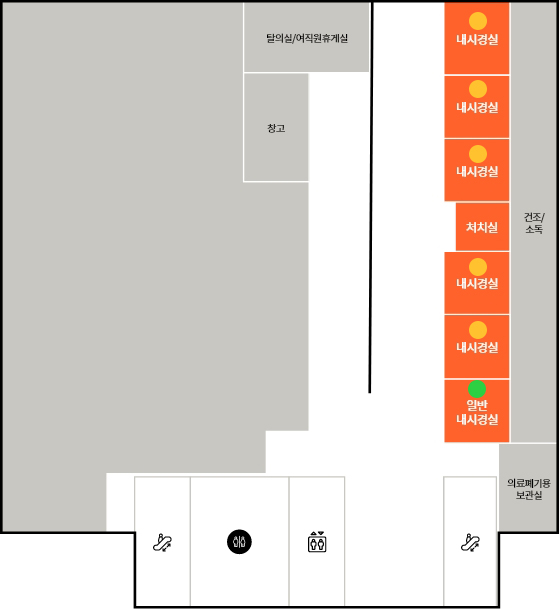 탈의실/여직원휴게실
내시경실
내시경실
창고
내시경실
처치실
건조/
소독
내시경실
내시경실
일반
내시경실
의료폐기용
보관실